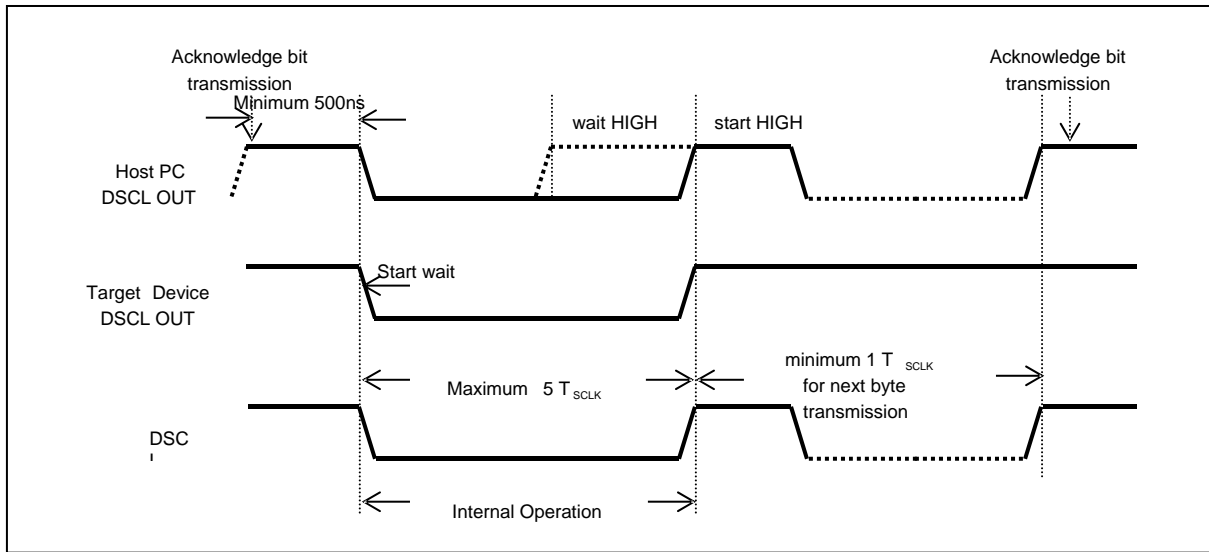 Acknowledge bit
transmission
Minimum 500ns
Acknowledge bit
transmission
wait HIGH
start HIGH
Host PC
DSCL OUT
Start wait
Target Device
DSCL OUT
Maximum 5 T SCLK
minimum 1 T SCLK
for next byte
transmission
DSC
Internal Operation